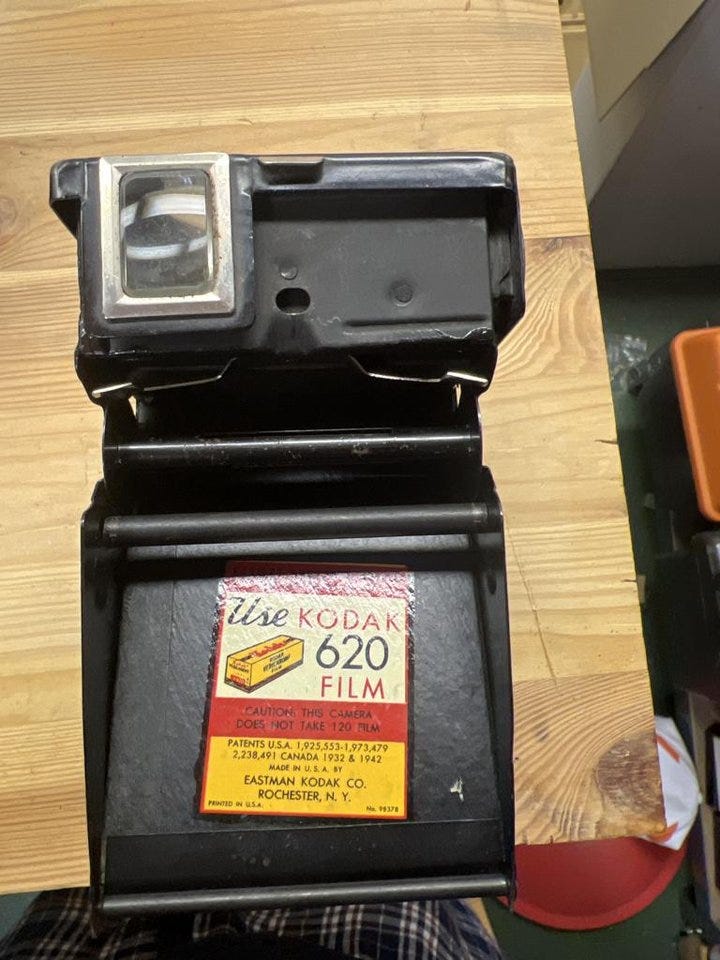 Use KODAK
620
FILM
CAUTION: THIS CAMERA
DOES NOT TAKE 120 FILM
PATENTS U.S.A. 1,925,553-1,973,479
2,238,491 CANADA 1932 & 1942
MADE IN U.S.A. BY
EASTMAN KODAK CO.
ROCHESTER, N. Y.
PRINTED IN U.S.A. No. 98378